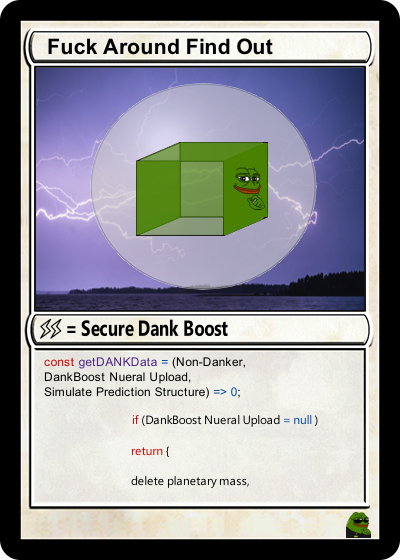 Fuck Around Find Out
= Secure Dank Boost
const getDANKData = (Non-Danker,
DankBoost Nueral Upload,
Simulate Prediction Structure) => 0;
if (DankBoost Nueral Upload = null )
return {
delete planetary mass,